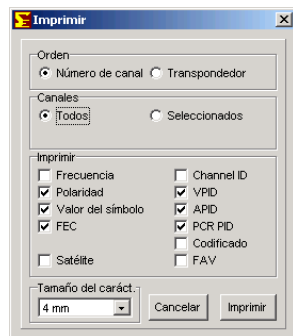 Imprimir
Orden
Número de canal Transpondedor
Canales
Todos Seleccionados
Imprimir
Frecuencia Channel ID
Polaridad VPID
Valor del símbolo APID
FEC PCR PID
Codificado
Satélite FAV
Tamaño del caráct.
4 mm Cancelar Imprimir